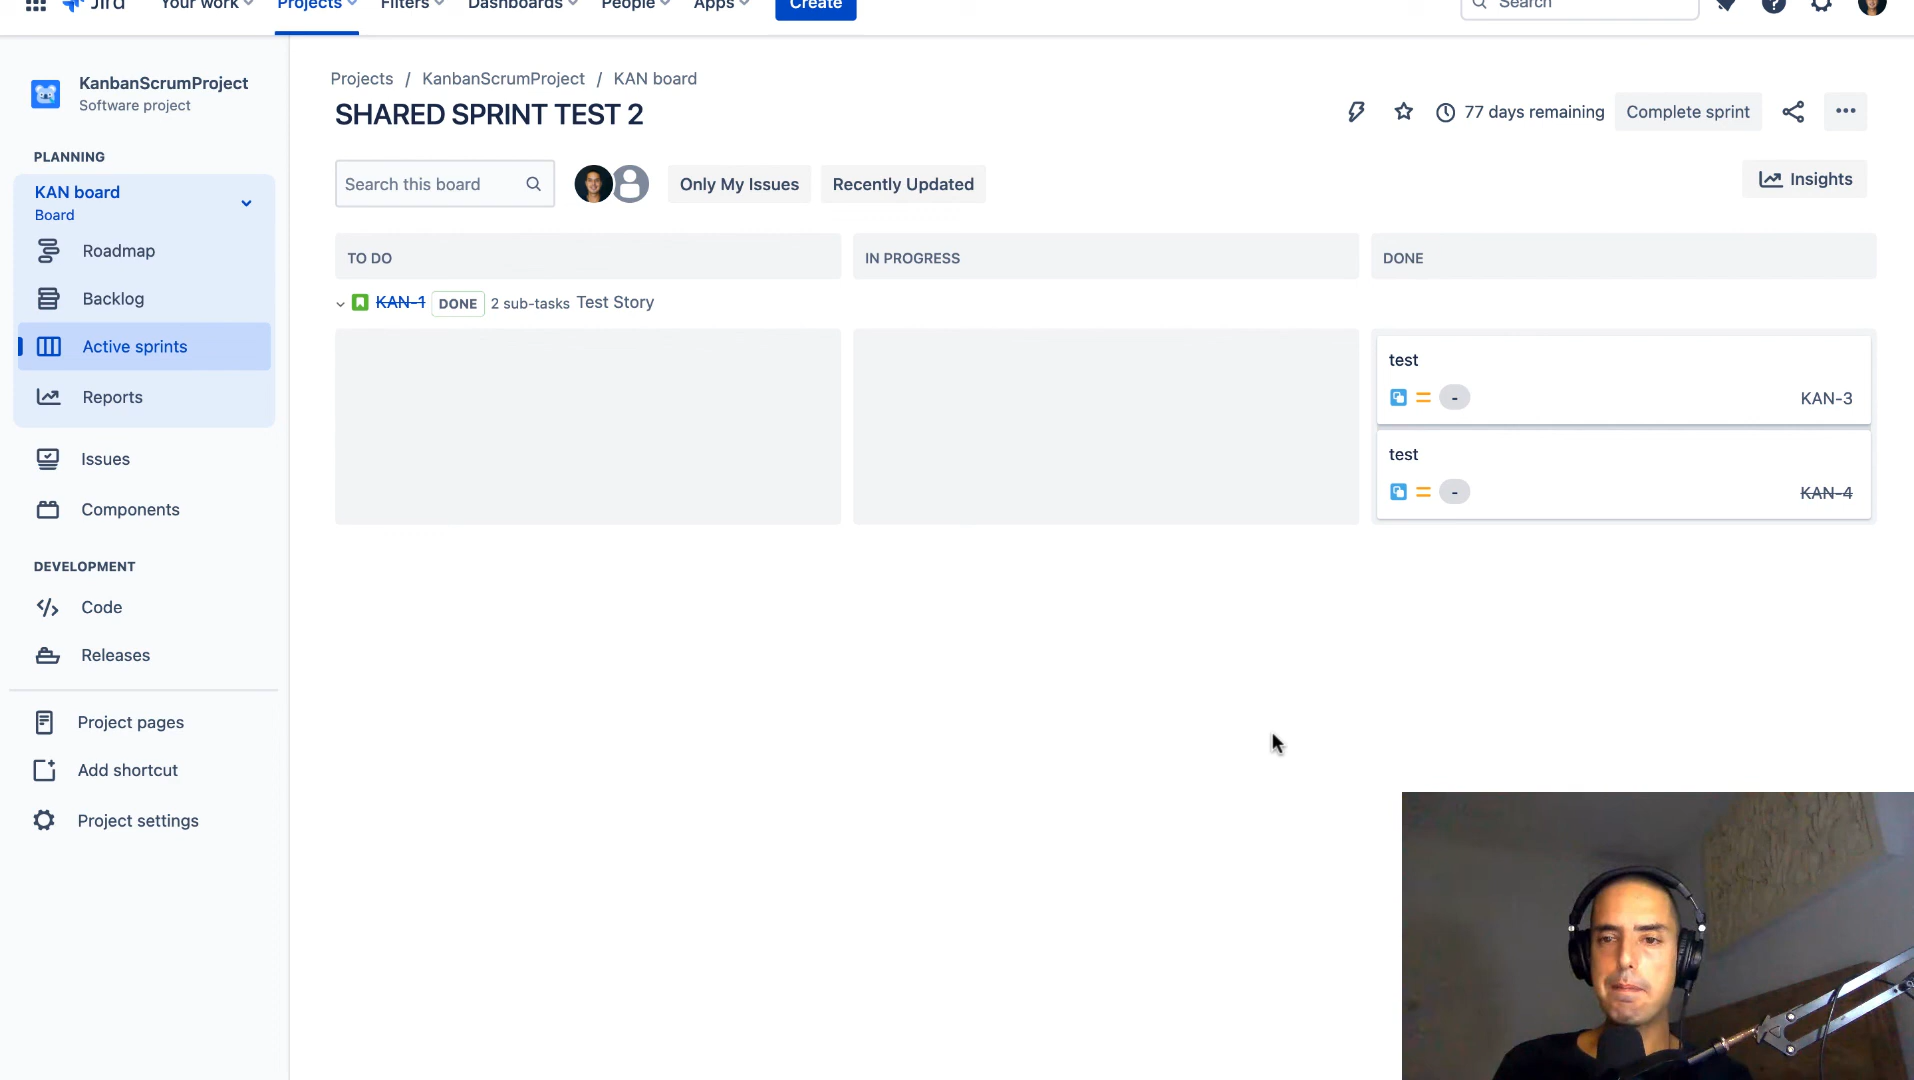 Jira Your work Projects Filters Dashboards People Apps Create Search
KanbanScrumProject
Software project
PLANNING
KAN board
Board
Roadmap
Backlog
Active sprints
Reports
Issues
Components
DEVELOPMENT
Code
Releases
Project pages
Add shortcut
Project settings
Projects / KanbanScrumProject / KAN board
SHARED SPRINT TEST 2
77 days remaining Complete sprint
Search this board Only My Issues Recently Updated
Insights
TO DO IN PROGRESS DONE
KAN-1 DONE 2 sub-tasks Test Story
test
- KAN-3
test
- KAN-4